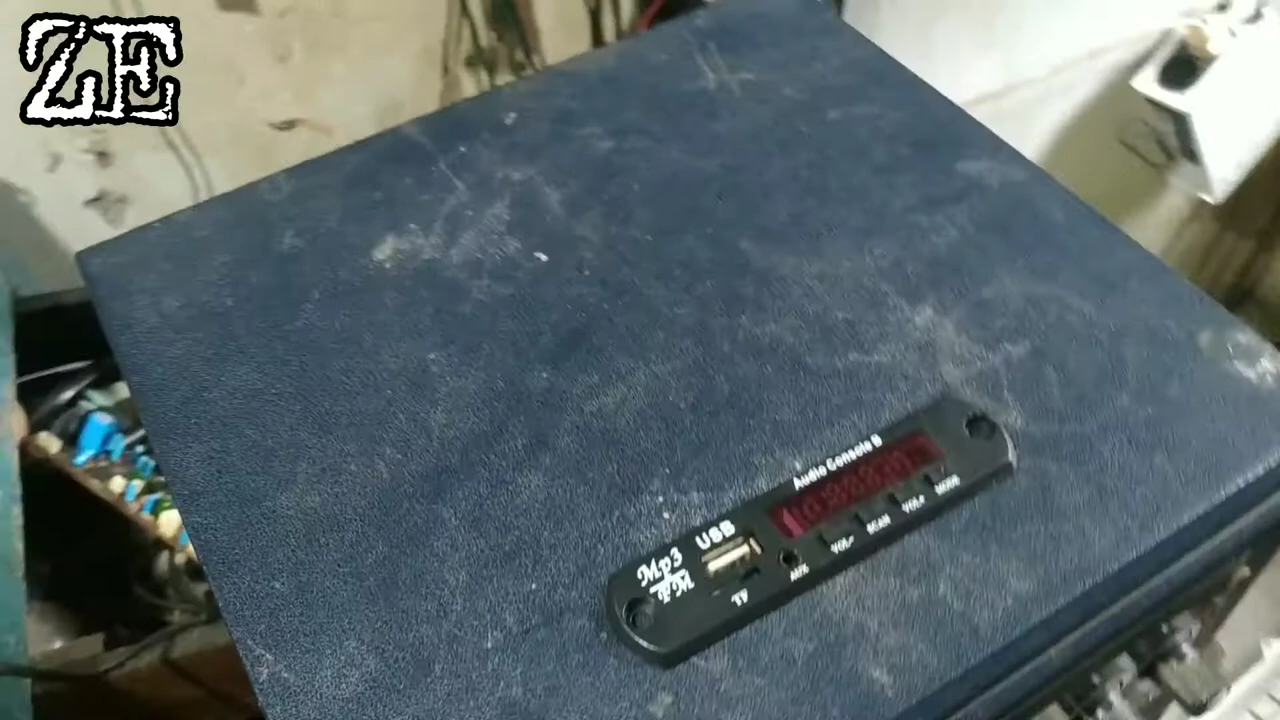 ZE
Audio Console B
USB
Mp3
FM
TF
AUX
VOL-
SCAN
VOL+
MODE